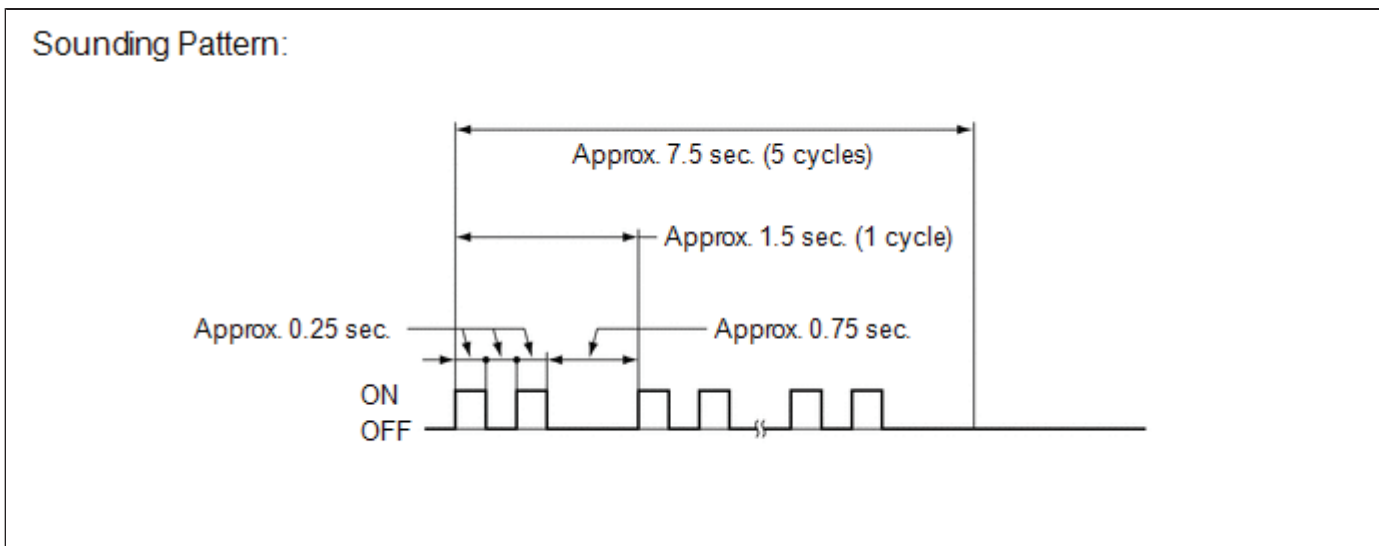 Sounding Pattern:
Approx. 7.5 sec. (5 cycles)
Approx. 1.5 sec. (1 cycle)
Approx. 0.25 sec.
Approx. 0.75 sec.
ON
OFF